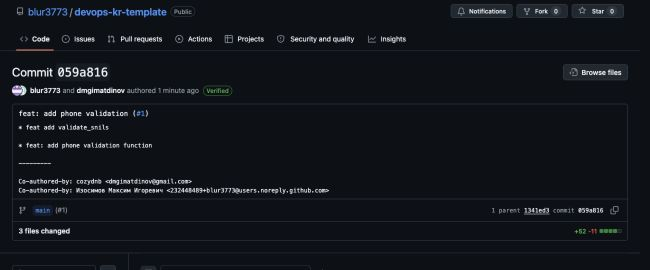 blur3773 / devops-kr-template Public
Notifications Fork 0 Star 0
Code Issues Pull requests Actions Projects Security and quality Insights
Commit 059a816
Browse files
blur3773 and dmgimatdinov authored 1 minute ago Verified
feat: add phone validation (#1)
* feat add validate_snils
* feat: add phone validation function
---------
Co-authored-by: cozydnb <dmgimatdinov@gmail.com>
Co-authored-by: Изосимов Максим Игоревич <232448489+blur3773@users.noreply.github.com>
main (#1) 1 parent 1341ed3 commit 059a816
3 files changed +52 -11